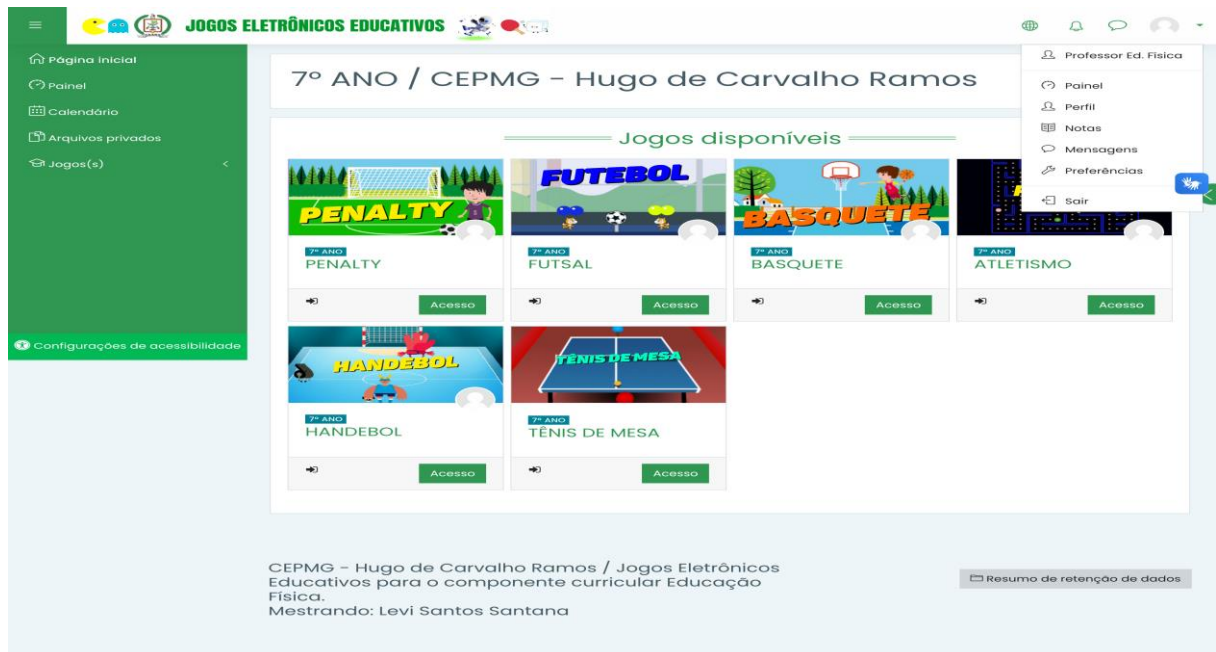 JOGOS ELETRÔNICOS EDUCATIVOS
Página inicial
Painel
Calendário
Arquivos privados
Jogos(s)
Configurações de acessibilidade
Professor Ed. Física
Painel
Perfil
Notas
Mensagens
Preferências
Sair
7º ANO / CEPMG - Hugo de Carvalho Ramos
Jogos disponíveis
PENALTY
7º ANO
PENALTY
Acesso
FUTEBOL
7º ANO
FUTSAL
Acesso
BASQUETE
7º ANO
BASQUETE
Acesso
7º ANO
ATLETISMO
Acesso
HANDEBOL
7º ANO
HANDEBOL
Acesso
TÊNIS DE MESA
7º ANO
TÊNIS DE MESA
Acesso
CEPMG - Hugo de Carvalho Ramos / Jogos Eletrônicos
Educativos para o componente curricular Educação
Física.
Mestrando: Levi Santos Santana
Resumo de retenção de dados